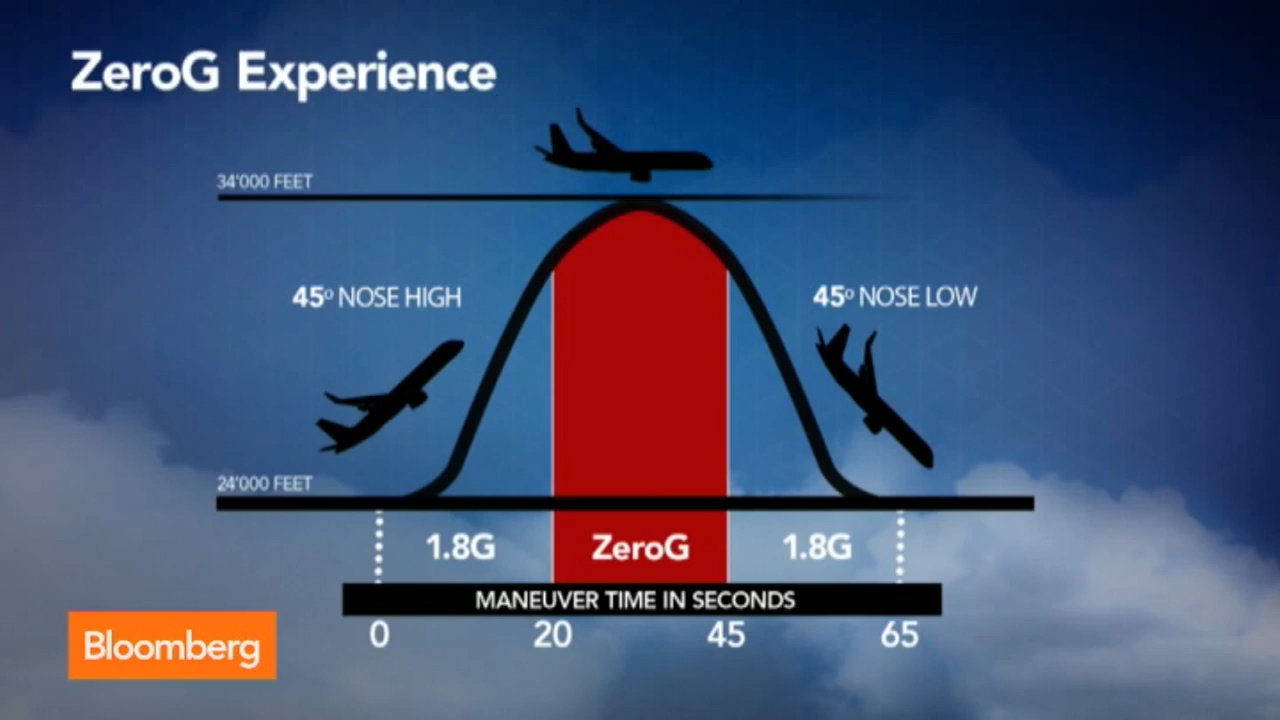 ZeroG Experience
34'000 FEET
45º NOSE HIGH
45º NOSE LOW
24'000 FEET
1.8G
ZeroG
1.8G
MANEUVER TIME IN SECONDS
0
20
45
65
Bloomberg